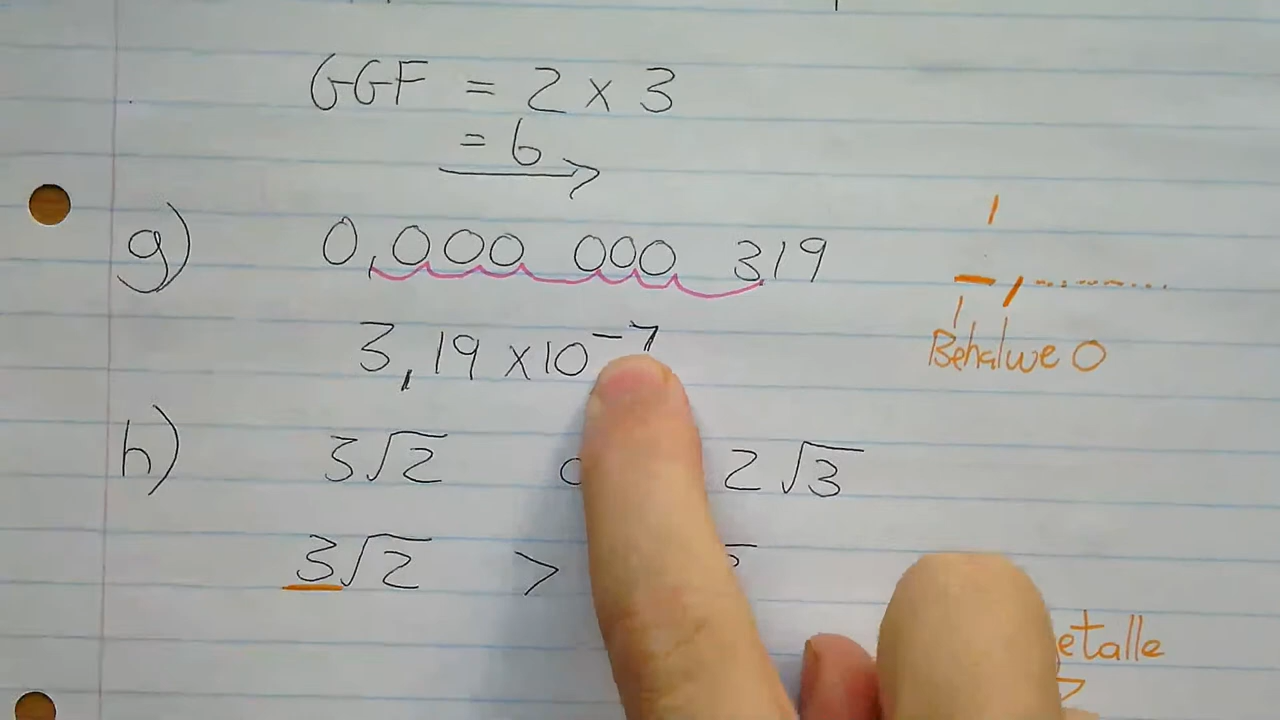 GGF = 2 x 3
= 6
g) 0,000 000 319
3,19 x 10⁻⁷
Behalwe 0
h) 3√2 2√3
3√2 >
etalle